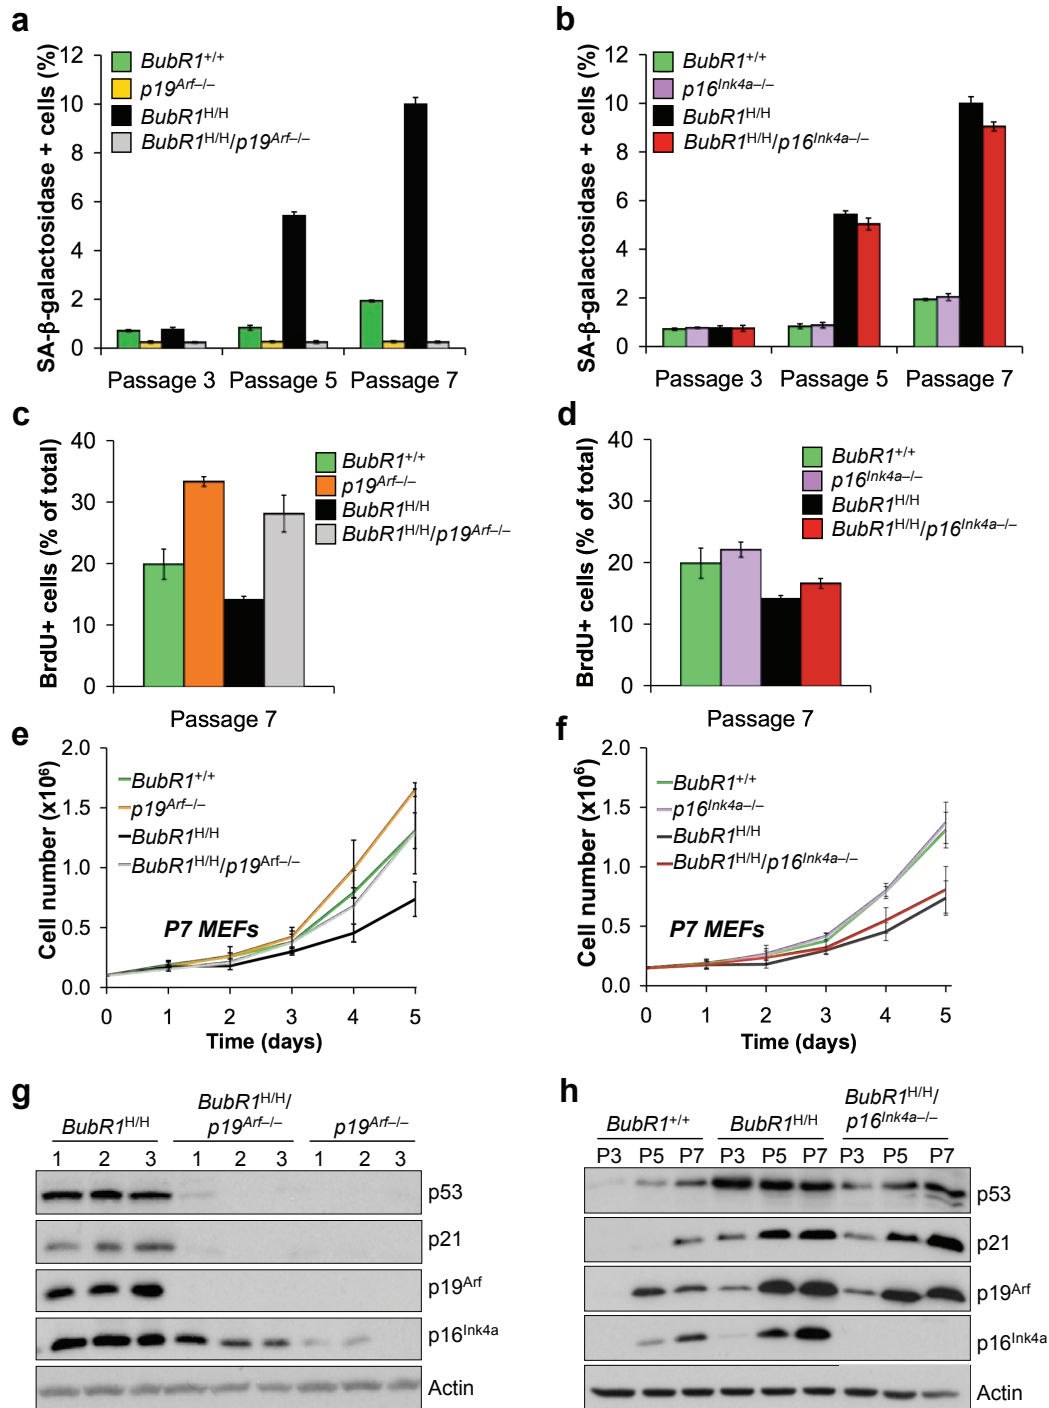 a
SA-β-galactosidase + cells (%)
12
10
8
6
4
2
0
BubR1+/+
p19Arf–/–
BubR1H/H
BubR1H/H/p19Arf–/–
Passage 3 Passage 5 Passage 7
b
SA-β-galactosidase + cells (%)
12
10
8
6
4
2
0
BubR1+/+
p16Ink4a–/–
BubR1H/H
BubR1H/H/p16Ink4a–/–
Passage 3 Passage 5 Passage 7
c
BrdU+ cells (% of total)
40
30
20
10
0
BubR1+/+
p19Arf–/–
BubR1H/H
BubR1H/H/p19Arf–/–
Passage 7
d
BrdU+ cells (% of total)
40
30
20
10
0
BubR1+/+
p16Ink4a–/–
BubR1H/H
BubR1H/H/p16Ink4a–/–
Passage 7
e
Cell number (x10⁶)
2.0
1.5
1.0
0.5
0.0
BubR1+/+
p19Arf–/–
BubR1H/H
BubR1H/H/p19Arf–/–
P7 MEFs
0 1 2 3 4 5
Time (days)
f
Cell number (x10⁶)
2.0
1.5
1.0
0.5
0.0
BubR1+/+
p16Ink4a–/–
BubR1H/H
BubR1H/H/p16Ink4a–/–
P7 MEFs
0 1 2 3 4 5
Time (days)
g
BubR1H/H
BubR1H/H/
p19Arf–/–
p19Arf–/–
1 2 3 1 2 3 1 2 3
p53
p21
p19Arf
p16Ink4a
Actin
h
BubR1+/+
BubR1H/H
BubR1H/H/
p16Ink4a–/–
P3 P5 P7 P3 P5 P7 P3 P5 P7
p53
p21
p19Arf
p16Ink4a
Actin